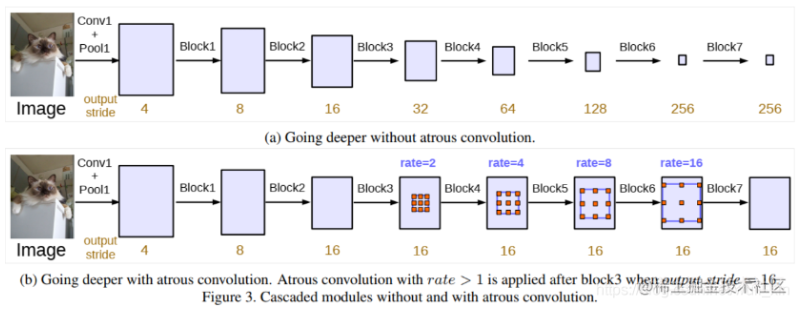 Conv1
+
Pool1
Block1
Block2
Block3
Block4
Block5
Block6
Block7
Image
output
stride
4
8
16
32
64
128
256
256
(a) Going deeper without atrous convolution.
rate=2
rate=4
rate=8
rate=16
Conv1
+
Pool1
Block1
Block2
Block3
Block4
Block5
Block6
Block7
Image
output
stride
4
8
16
16
16
16
16
16
(b) Going deeper with atrous convolution. Atrous convolution with rate > 1 is applied after block3 when output stride = 16.
Figure 3. Cascaded modules without and with atrous convolution.
@稀土掘金技术社区